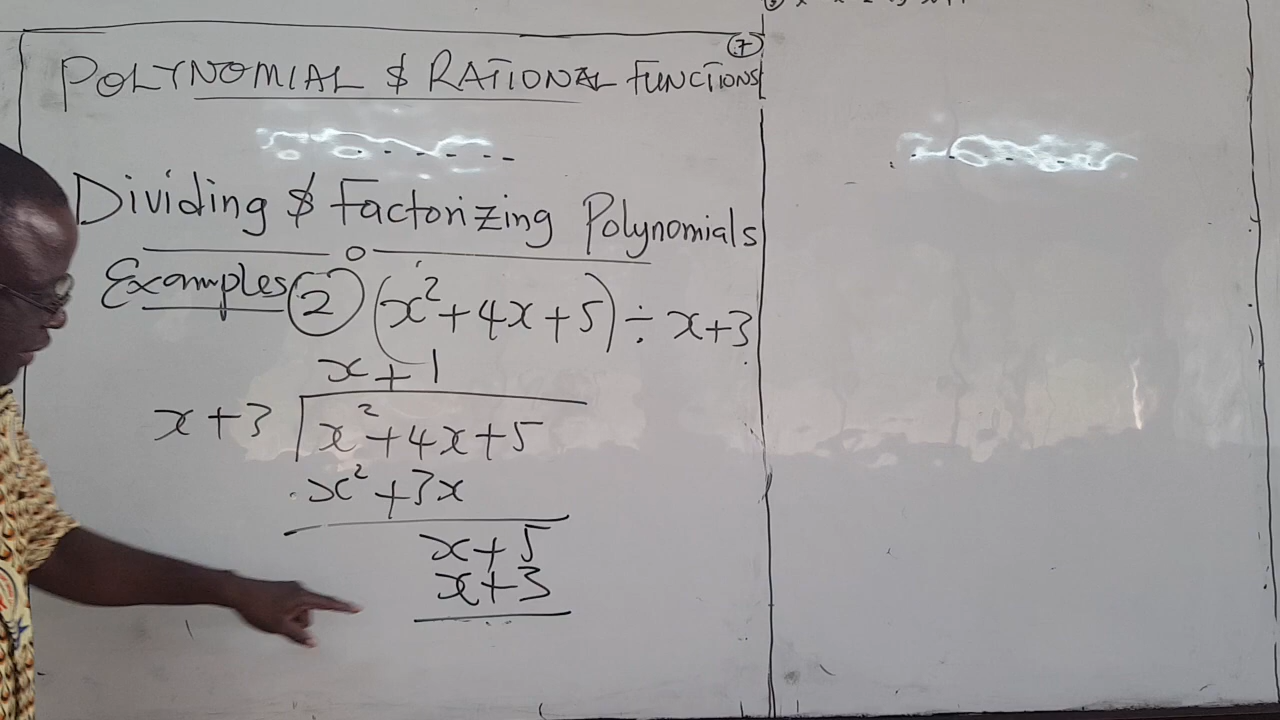 7
POLYNOMIAL $ RATIONAL FUNCTIONS
Dividing $ Factorizing Polynomials
Examples 2 (x² + 4x + 5) ÷ x+3
x + 1
x + 3 x² + 4x + 5
x² + 3x
x + 5
x + 3